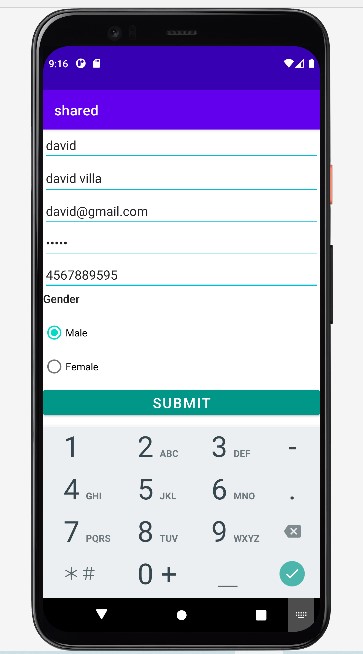 9:16
shared
david
david villa
david@gmail.com
•••••
4567889595
Gender
Male
Female
SUBMIT
1 2 ABC 3 DEF -
4 GHI 5 JKL 6 MNO .
7 PQRS 8 TUV 9 WXYZ
*# 0 + _